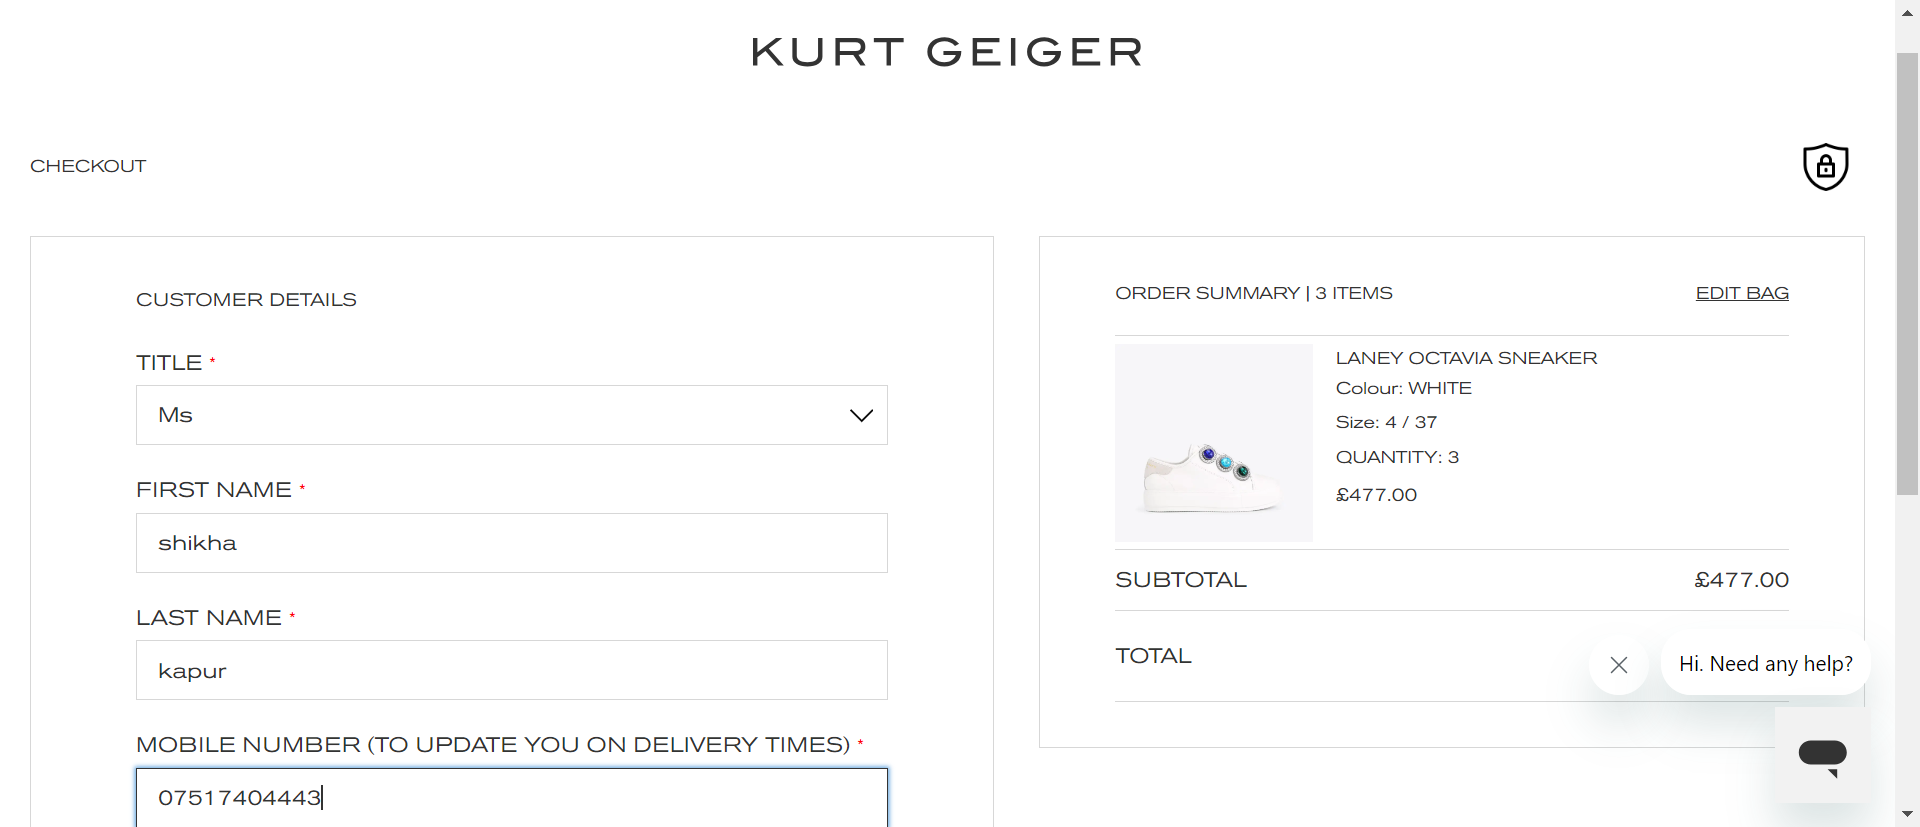 KURT GEIGER
CHECKOUT
CUSTOMER DETAILS
TITLE *
Ms
FIRST NAME *
shikha
LAST NAME *
kapur
MOBILE NUMBER (TO UPDATE YOU ON DELIVERY TIMES) *
07517404443
ORDER SUMMARY | 3 ITEMS
EDIT BAG
LANEY OCTAVIA SNEAKER
Colour: WHITE
Size: 4 / 37
QUANTITY: 3
£477.00
SUBTOTAL
£477.00
TOTAL
Hi. Need any help?